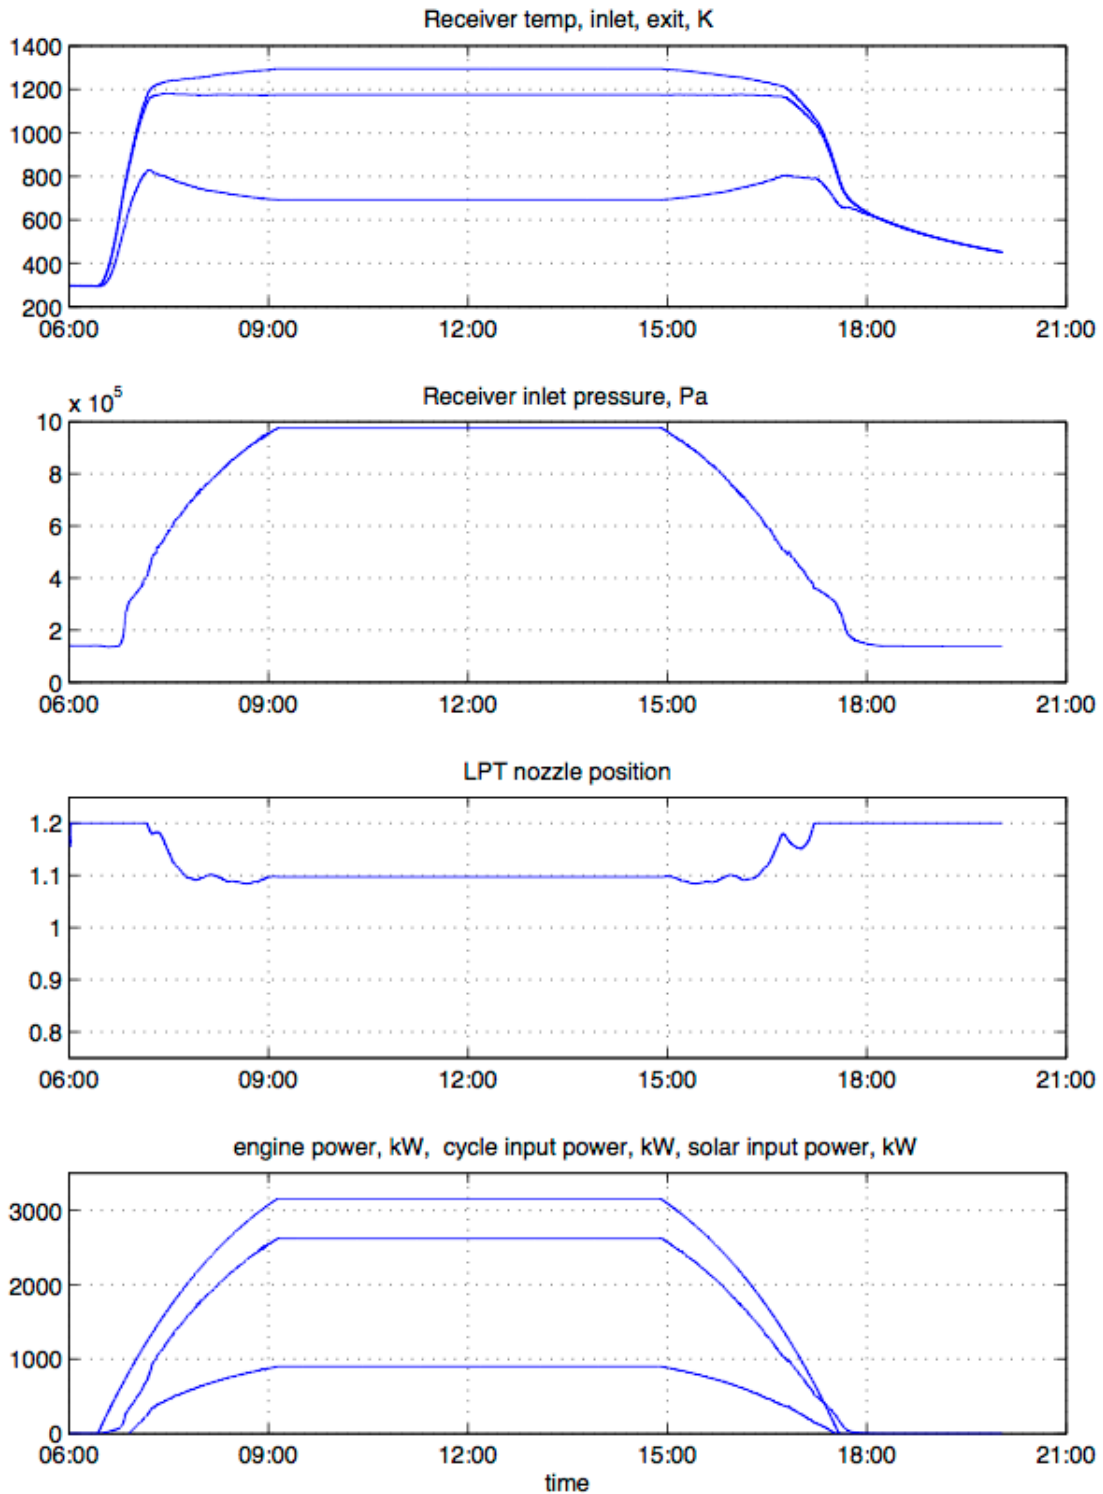 Receiver temp, inlet, exit, K
1400
1200
1000
800
600
400
200
06:00 09:00 12:00 15:00 18:00 21:00
x 10^5
Receiver inlet pressure, Pa
10
8
6
4
2
0
06:00 09:00 12:00 15:00 18:00 21:00
LPT nozzle position
1.2
1.1
1
0.9
0.8
06:00 09:00 12:00 15:00 18:00 21:00
engine power, kW, cycle input power, kW, solar input power, kW
3000
2000
1000
0
06:00 09:00 12:00 15:00 18:00 21:00
time